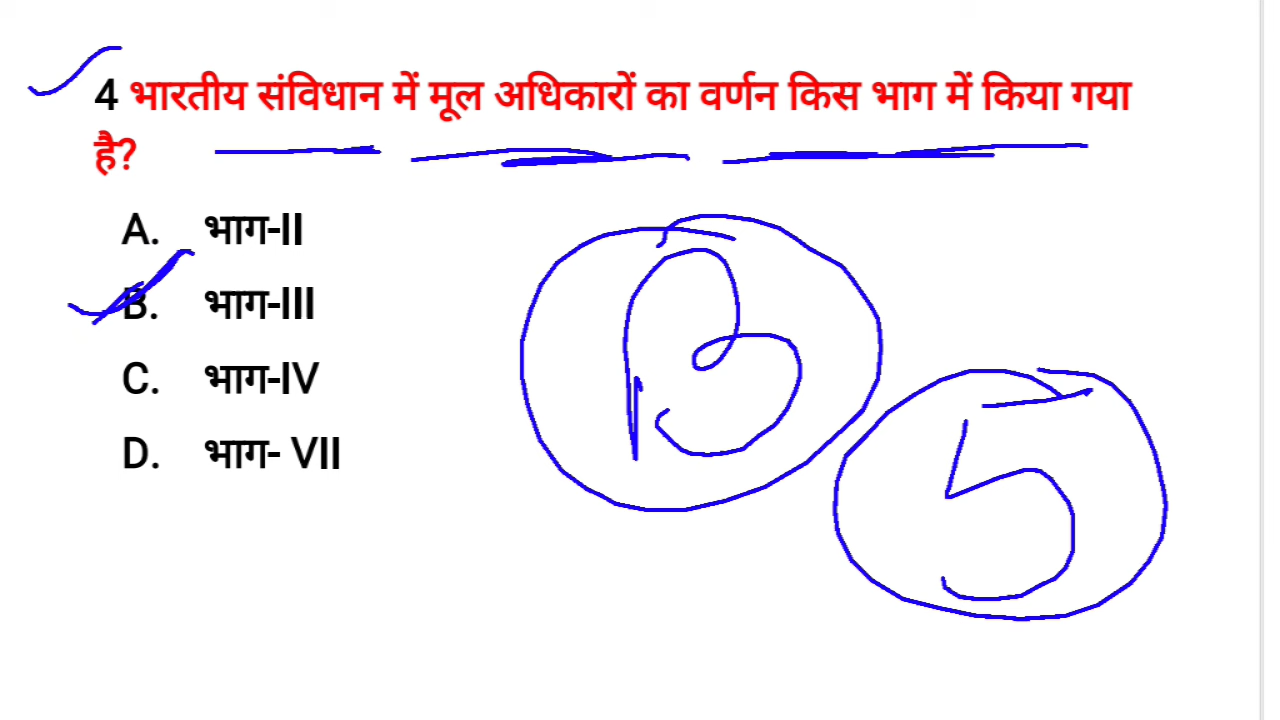 4 भारतीय संविधान में मूल अधिकारों का वर्णन किस भाग में किया गया
है?
A. भाग-II
B. भाग-III
C. भाग-IV
D. भाग- VII
B
5